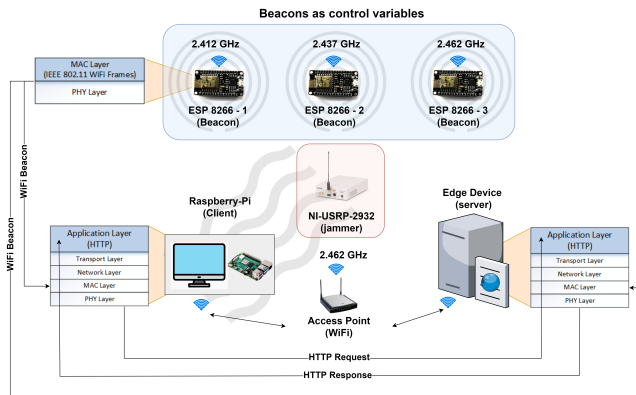 Beacons as control variables
2.412 GHz
2.437 GHz
2.462 GHz
MAC Layer
(IEEE 802.11 WiFi Frames)
PHY Layer
ESP 8266 - 1
(Beacon)
ESP 8266 - 2
(Beacon)
ESP 8266 - 3
(Beacon)
WiFi Beacon
WiFi Beacon
NI-USRP-2932
(jammer)
Raspberry-Pi
(Client)
Edge Device
(server)
Application Layer
(HTTP)
Transport Layer
Network Layer
MAC Layer
PHY Layer
2.462 GHz
Access Point
(WiFi)
Application Layer
(HTTP)
Transport Layer
Network Layer
MAC Layer
PHY Layer
HTTP Request
HTTP Response